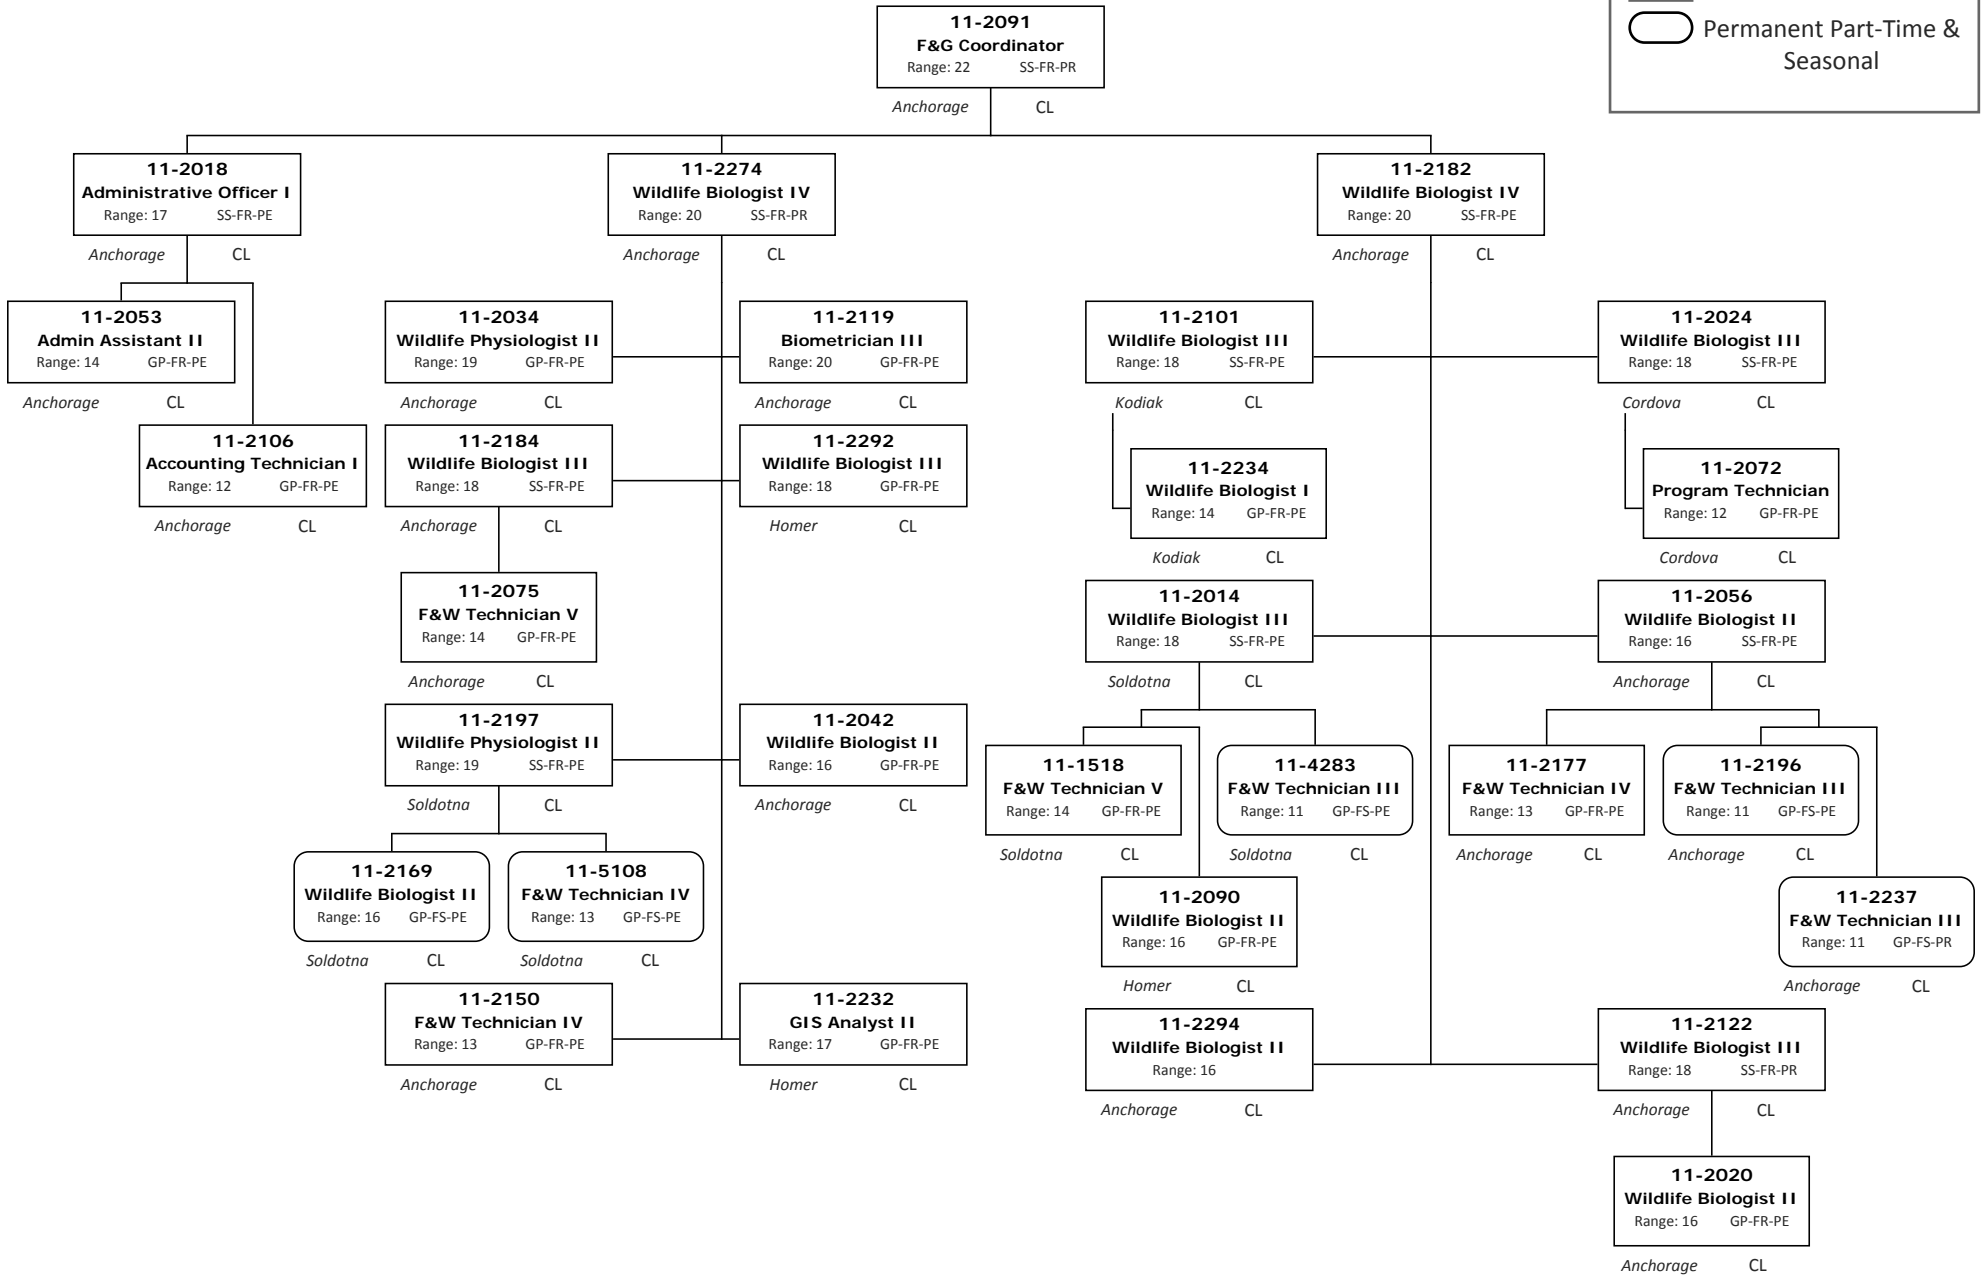 11-2091
F&G Coordinator
Range: 22 SS-FR-PR
Anchorage CL
Permanent Part-Time &
Seasonal
11-2018
Administrative Officer I
Range: 17 SS-FR-PE
Anchorage CL
11-2274
Wildlife Biologist IV
Range: 20 SS-FR-PR
Anchorage CL
11-2182
Wildlife Biologist IV
Range: 20 SS-FR-PE
Anchorage CL
11-2053
Admin Assistant II
Range: 14 GP-FR-PE
Anchorage CL
11-2106
Accounting Technician I
Range: 12 GP-FR-PE
Anchorage CL
11-2034
Wildlife Physiologist II
Range: 19 GP-FR-PE
Anchorage CL
11-2119
Biometrician III
Range: 20 GP-FR-PE
Anchorage CL
11-2184
Wildlife Biologist III
Range: 18 SS-FR-PE
Anchorage CL
11-2292
Wildlife Biologist III
Range: 18 GP-FR-PE
Homer CL
11-2075
F&W Technician V
Range: 14 GP-FR-PE
Anchorage CL
11-2197
Wildlife Physiologist II
Range: 19 SS-FR-PE
Soldotna CL
11-2042
Wildlife Biologist II
Range: 16 GP-FR-PE
Anchorage CL
11-2169
Wildlife Biologist II
Range: 16 GP-FS-PE
Soldotna CL
11-5108
F&W Technician IV
Range: 13 GP-FS-PE
Soldotna CL
11-2150
F&W Technician IV
Range: 13 GP-FR-PE
Anchorage CL
11-2232
GIS Analyst II
Range: 17 GP-FR-PE
Homer CL
11-2101
Wildlife Biologist III
Range: 18 SS-FR-PE
Kodiak CL
11-2024
Wildlife Biologist III
Range: 18 SS-FR-PE
Cordova CL
11-2234
Wildlife Biologist I
Range: 14 GP-FR-PE
Kodiak CL
11-2072
Program Technician
Range: 12 GP-FR-PE
Cordova CL
11-2014
Wildlife Biologist III
Range: 18 SS-FR-PE
Soldotna CL
11-2056
Wildlife Biologist II
Range: 16 SS-FR-PE
Anchorage CL
11-1518
F&W Technician V
Range: 14 GP-FR-PE
Soldotna CL
11-4283
F&W Technician III
Range: 11 GP-FS-PE
Soldotna CL
11-2177
F&W Technician IV
Range: 13 GP-FR-PE
Anchorage CL
11-2196
F&W Technician III
Range: 11 GP-FS-PE
Anchorage CL
11-2090
Wildlife Biologist II
Range: 16 GP-FR-PE
Homer CL
11-2237
F&W Technician III
Range: 11 GP-FS-PR
Anchorage CL
11-2294
Wildlife Biologist II
Range: 16
Anchorage CL
11-2122
Wildlife Biologist III
Range: 18 SS-FR-PR
Anchorage CL
11-2020
Wildlife Biologist II
Range: 16 GP-FR-PE
Anchorage CL